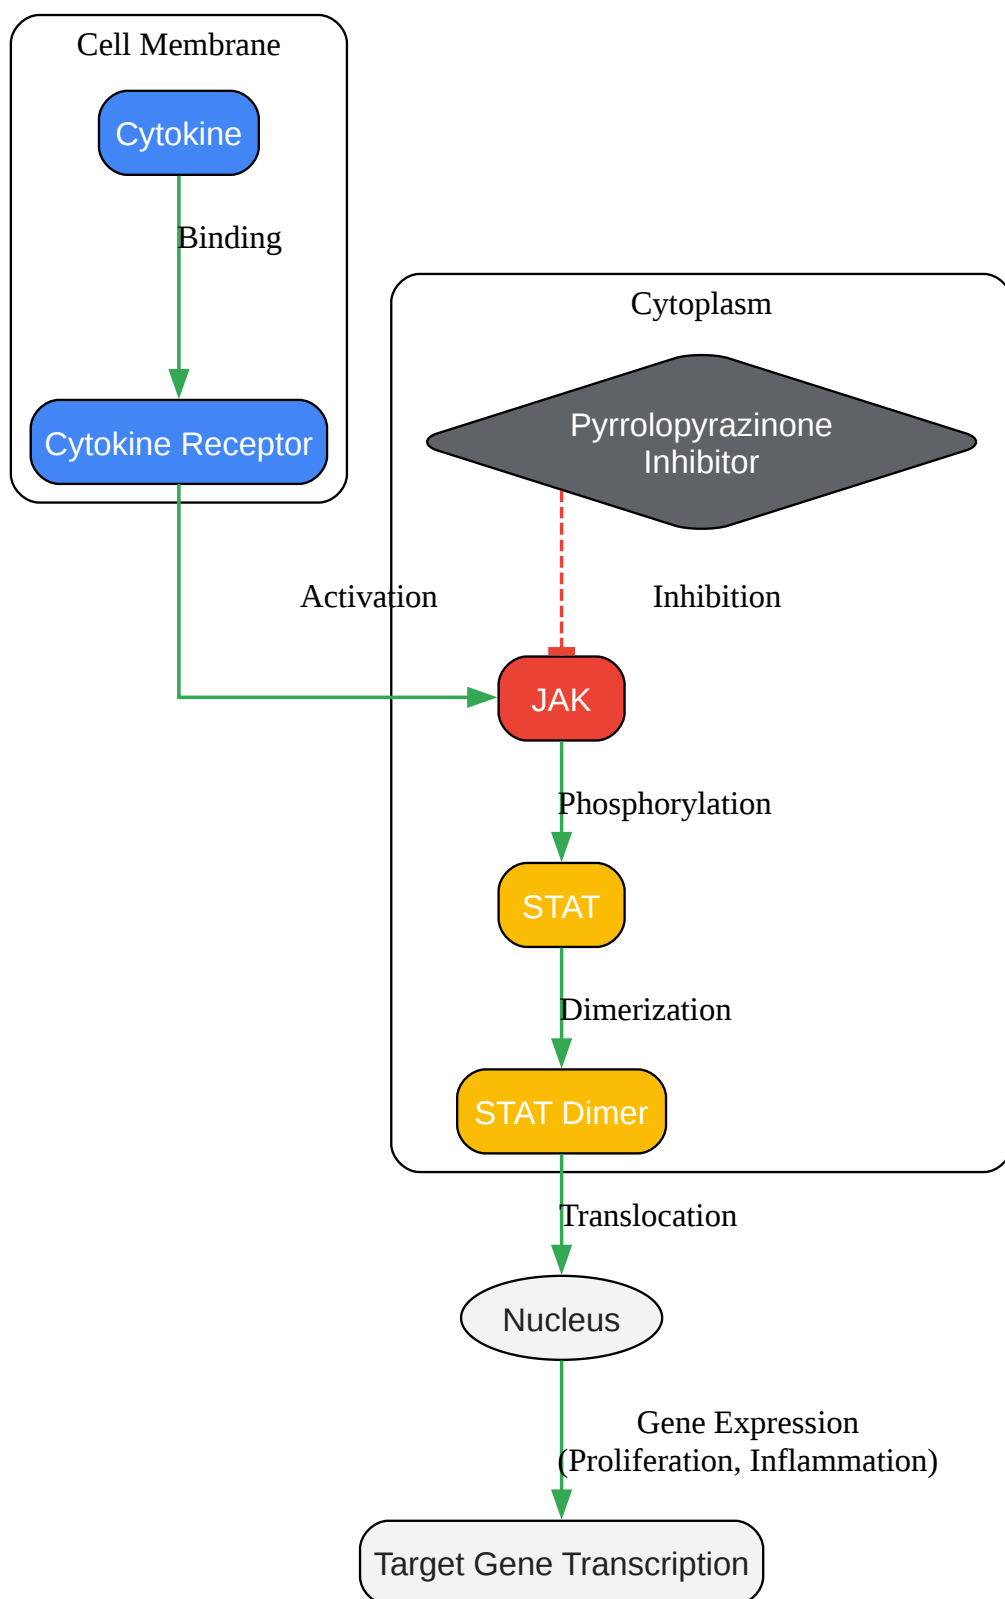 Cell Membrane
Cytokine
Binding
Cytokine Receptor
Cytoplasm
Pyrrolopyrazinone
Inhibitor
Activation
Inhibition
JAK
Phosphorylation
STAT
Dimerization
STAT Dimer
Translocation
Nucleus
Gene Expression
(Proliferation, Inflammation)
Target Gene Transcription